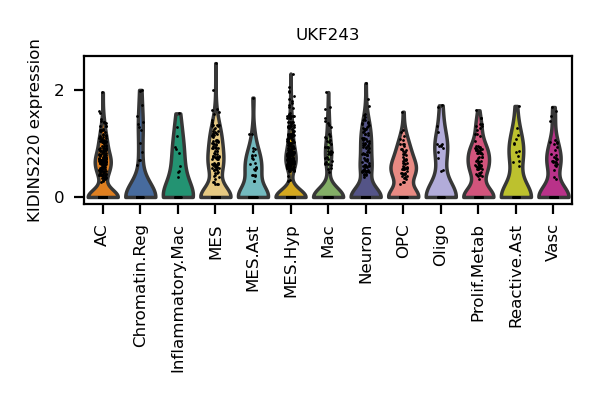 UKF243
KIDINS220 expression
2
0
AC
Chromatin.Reg
Inflammatory.Mac
MES
MES.Ast
MES.Hyp
Mac
Neuron
OPC
Oligo
Prolif.Metab
Reactive.Ast
Vasc